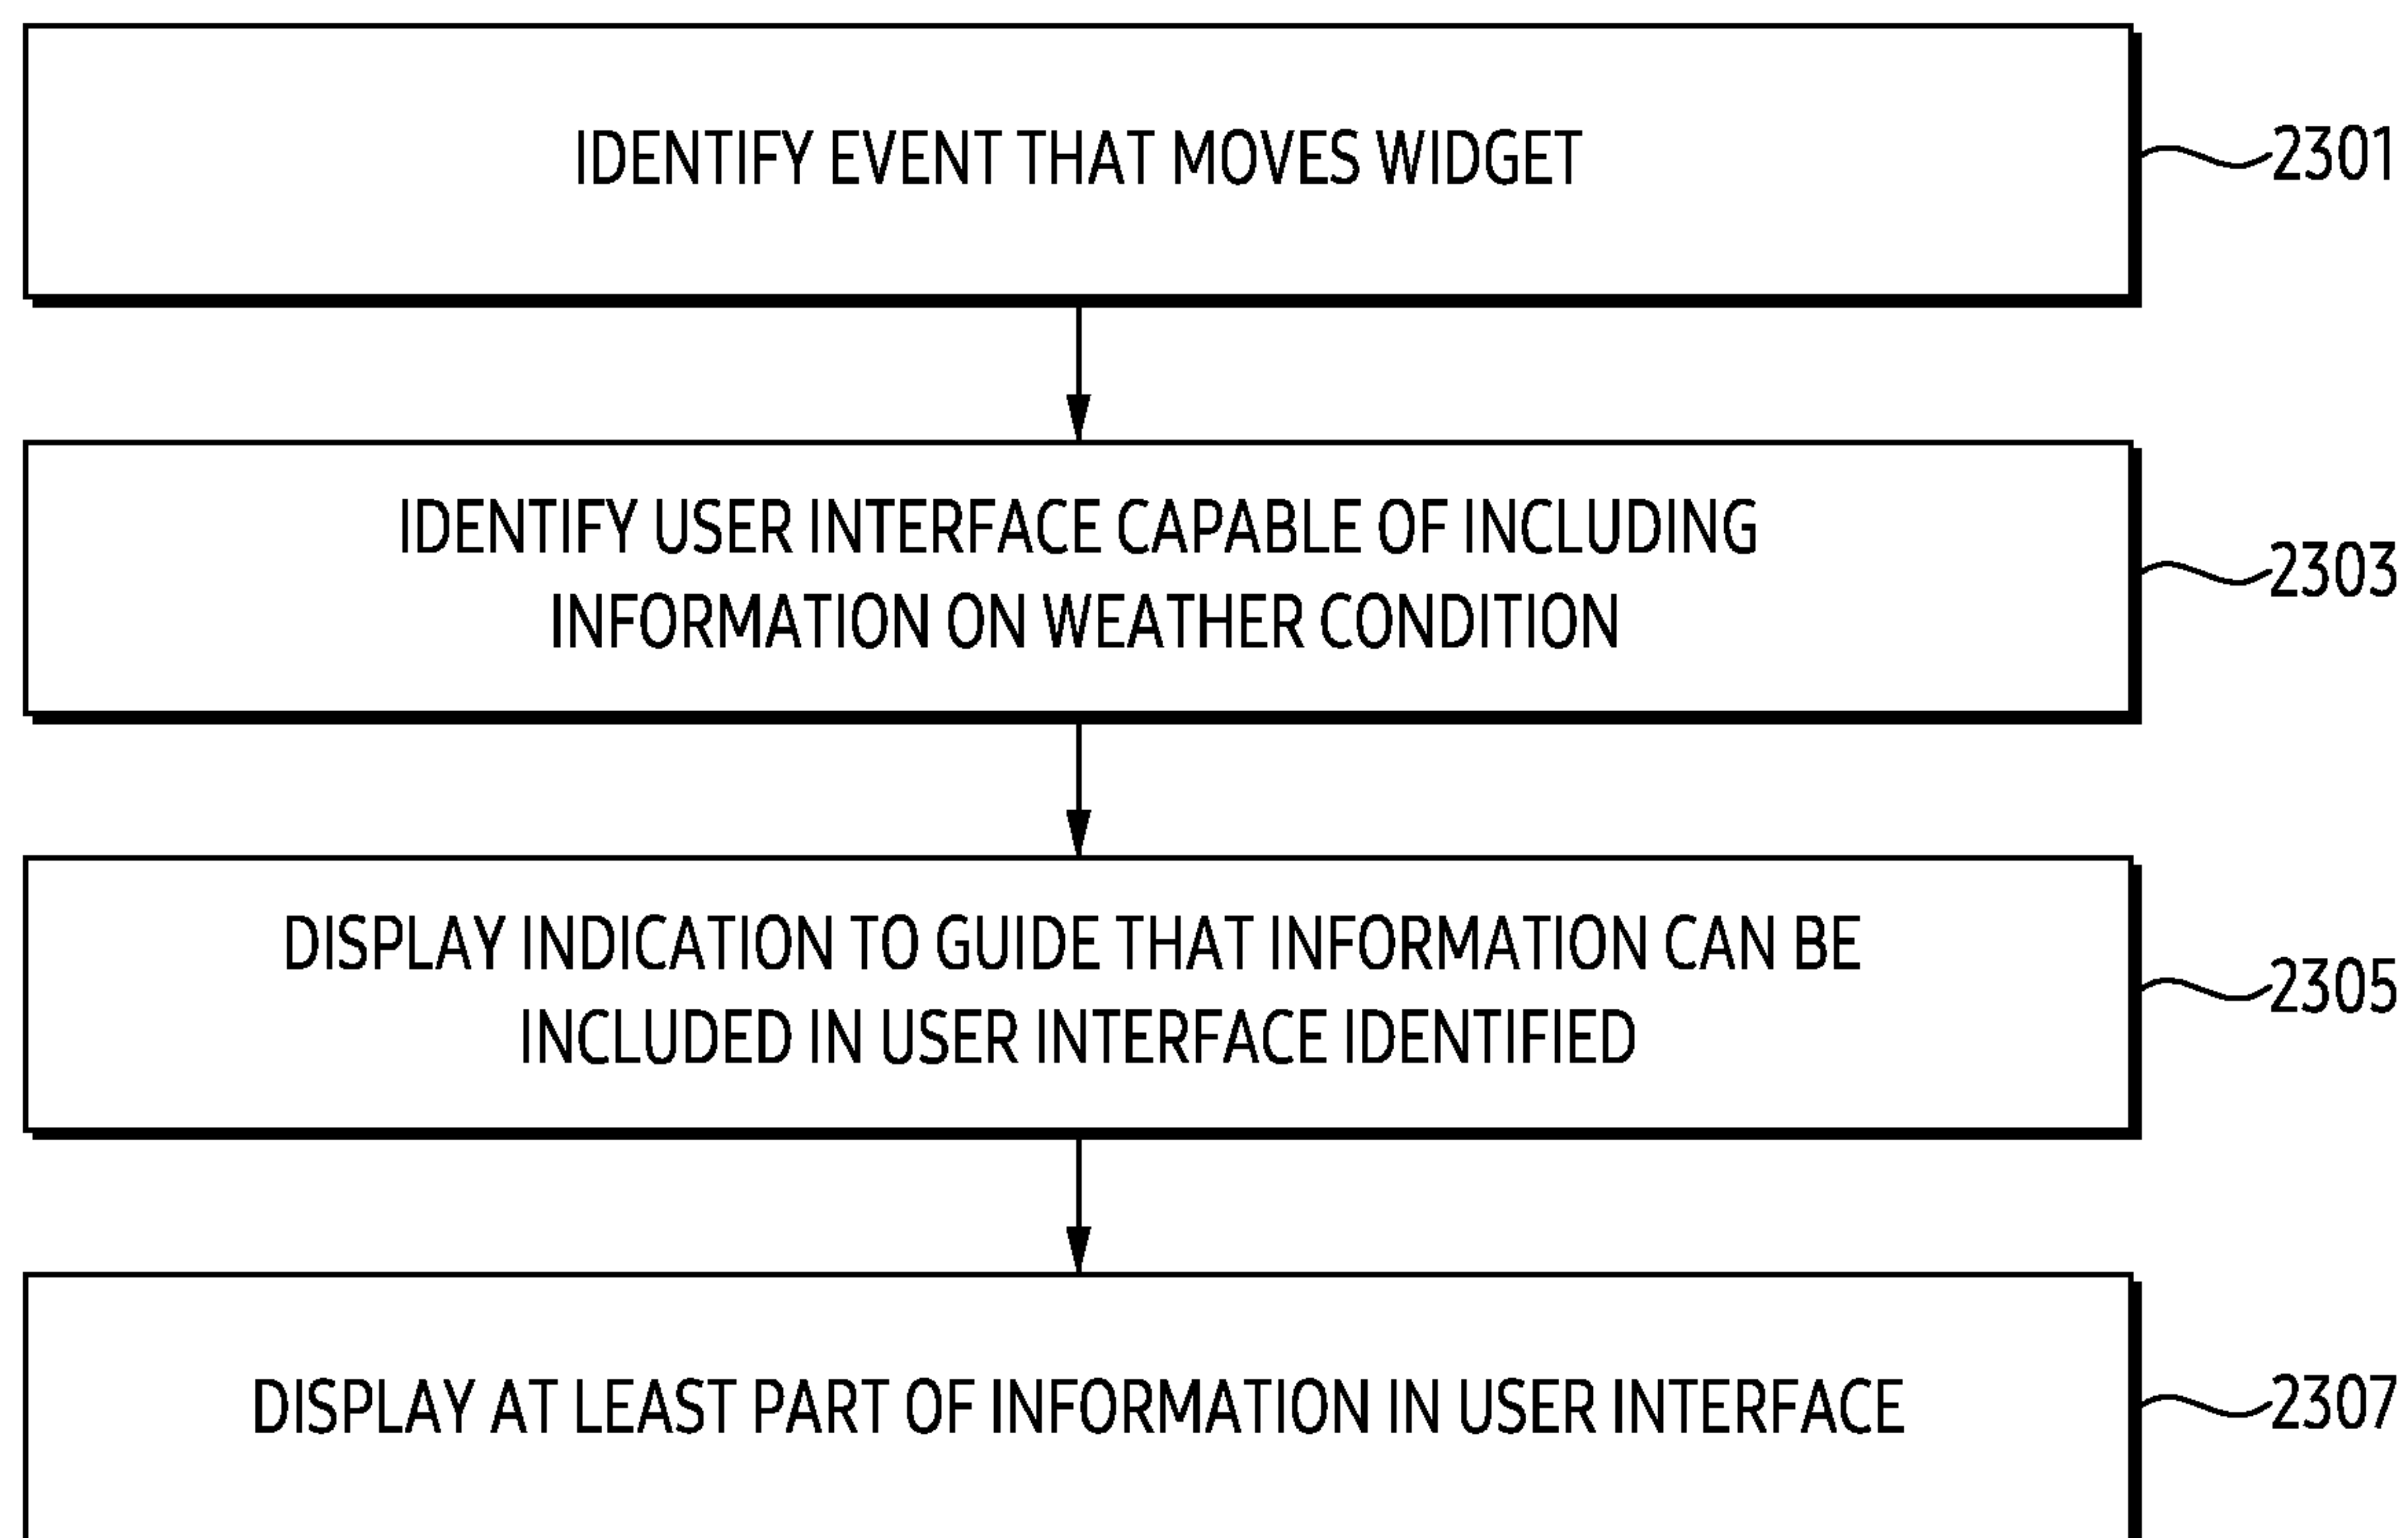 IDENTIFY EVENT THAT MOVES WIDGET
2301
IDENTIFY USER INTERFACE CAPABLE OF INCLUDING
INFORMATION ON WEATHER CONDITION
2303
DISPLAY INDICATION TO GUIDE THAT INFORMATION CAN BE
INCLUDED IN USER INTERFACE IDENTIFIED
2305
DISPLAY AT LEAST PART OF INFORMATION IN USER INTERFACE
2307